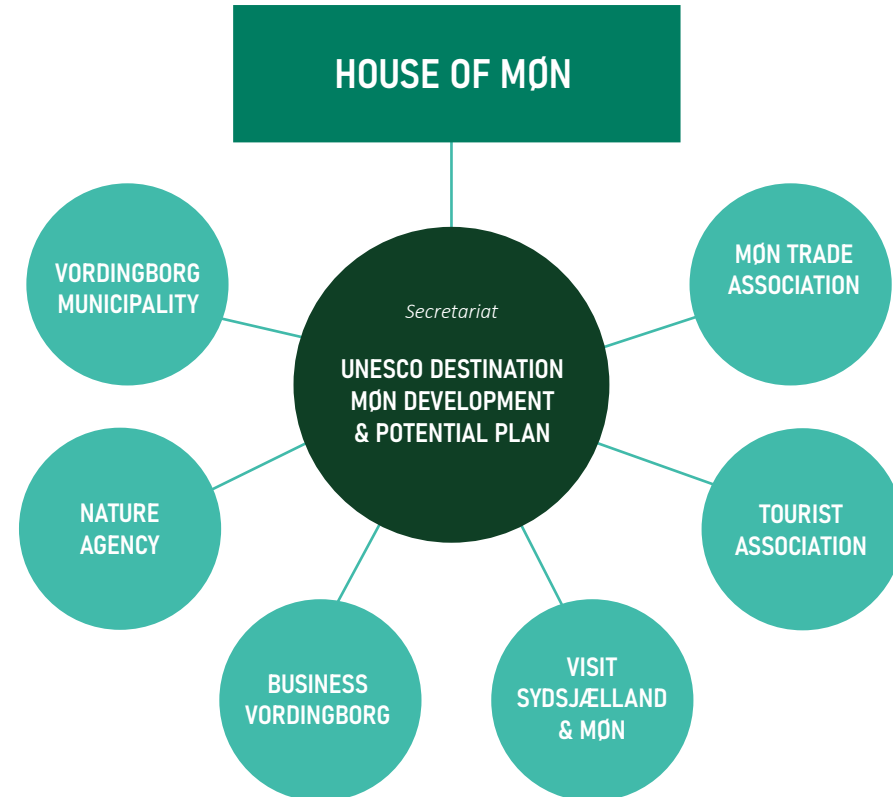 HOUSE OF MØN
VORDINGBORG
MUNICIPALITY
MØN TRADE
ASSOCIATION
Secretariat
UNESCO DESTINATION
MØN DEVELOPMENT
& POTENTIAL PLAN
NATURE
AGENCY
TOURIST
ASSOCIATION
BUSINESS
VORDINGBORG
VISIT
SYDSJÆLLAND
& MØN